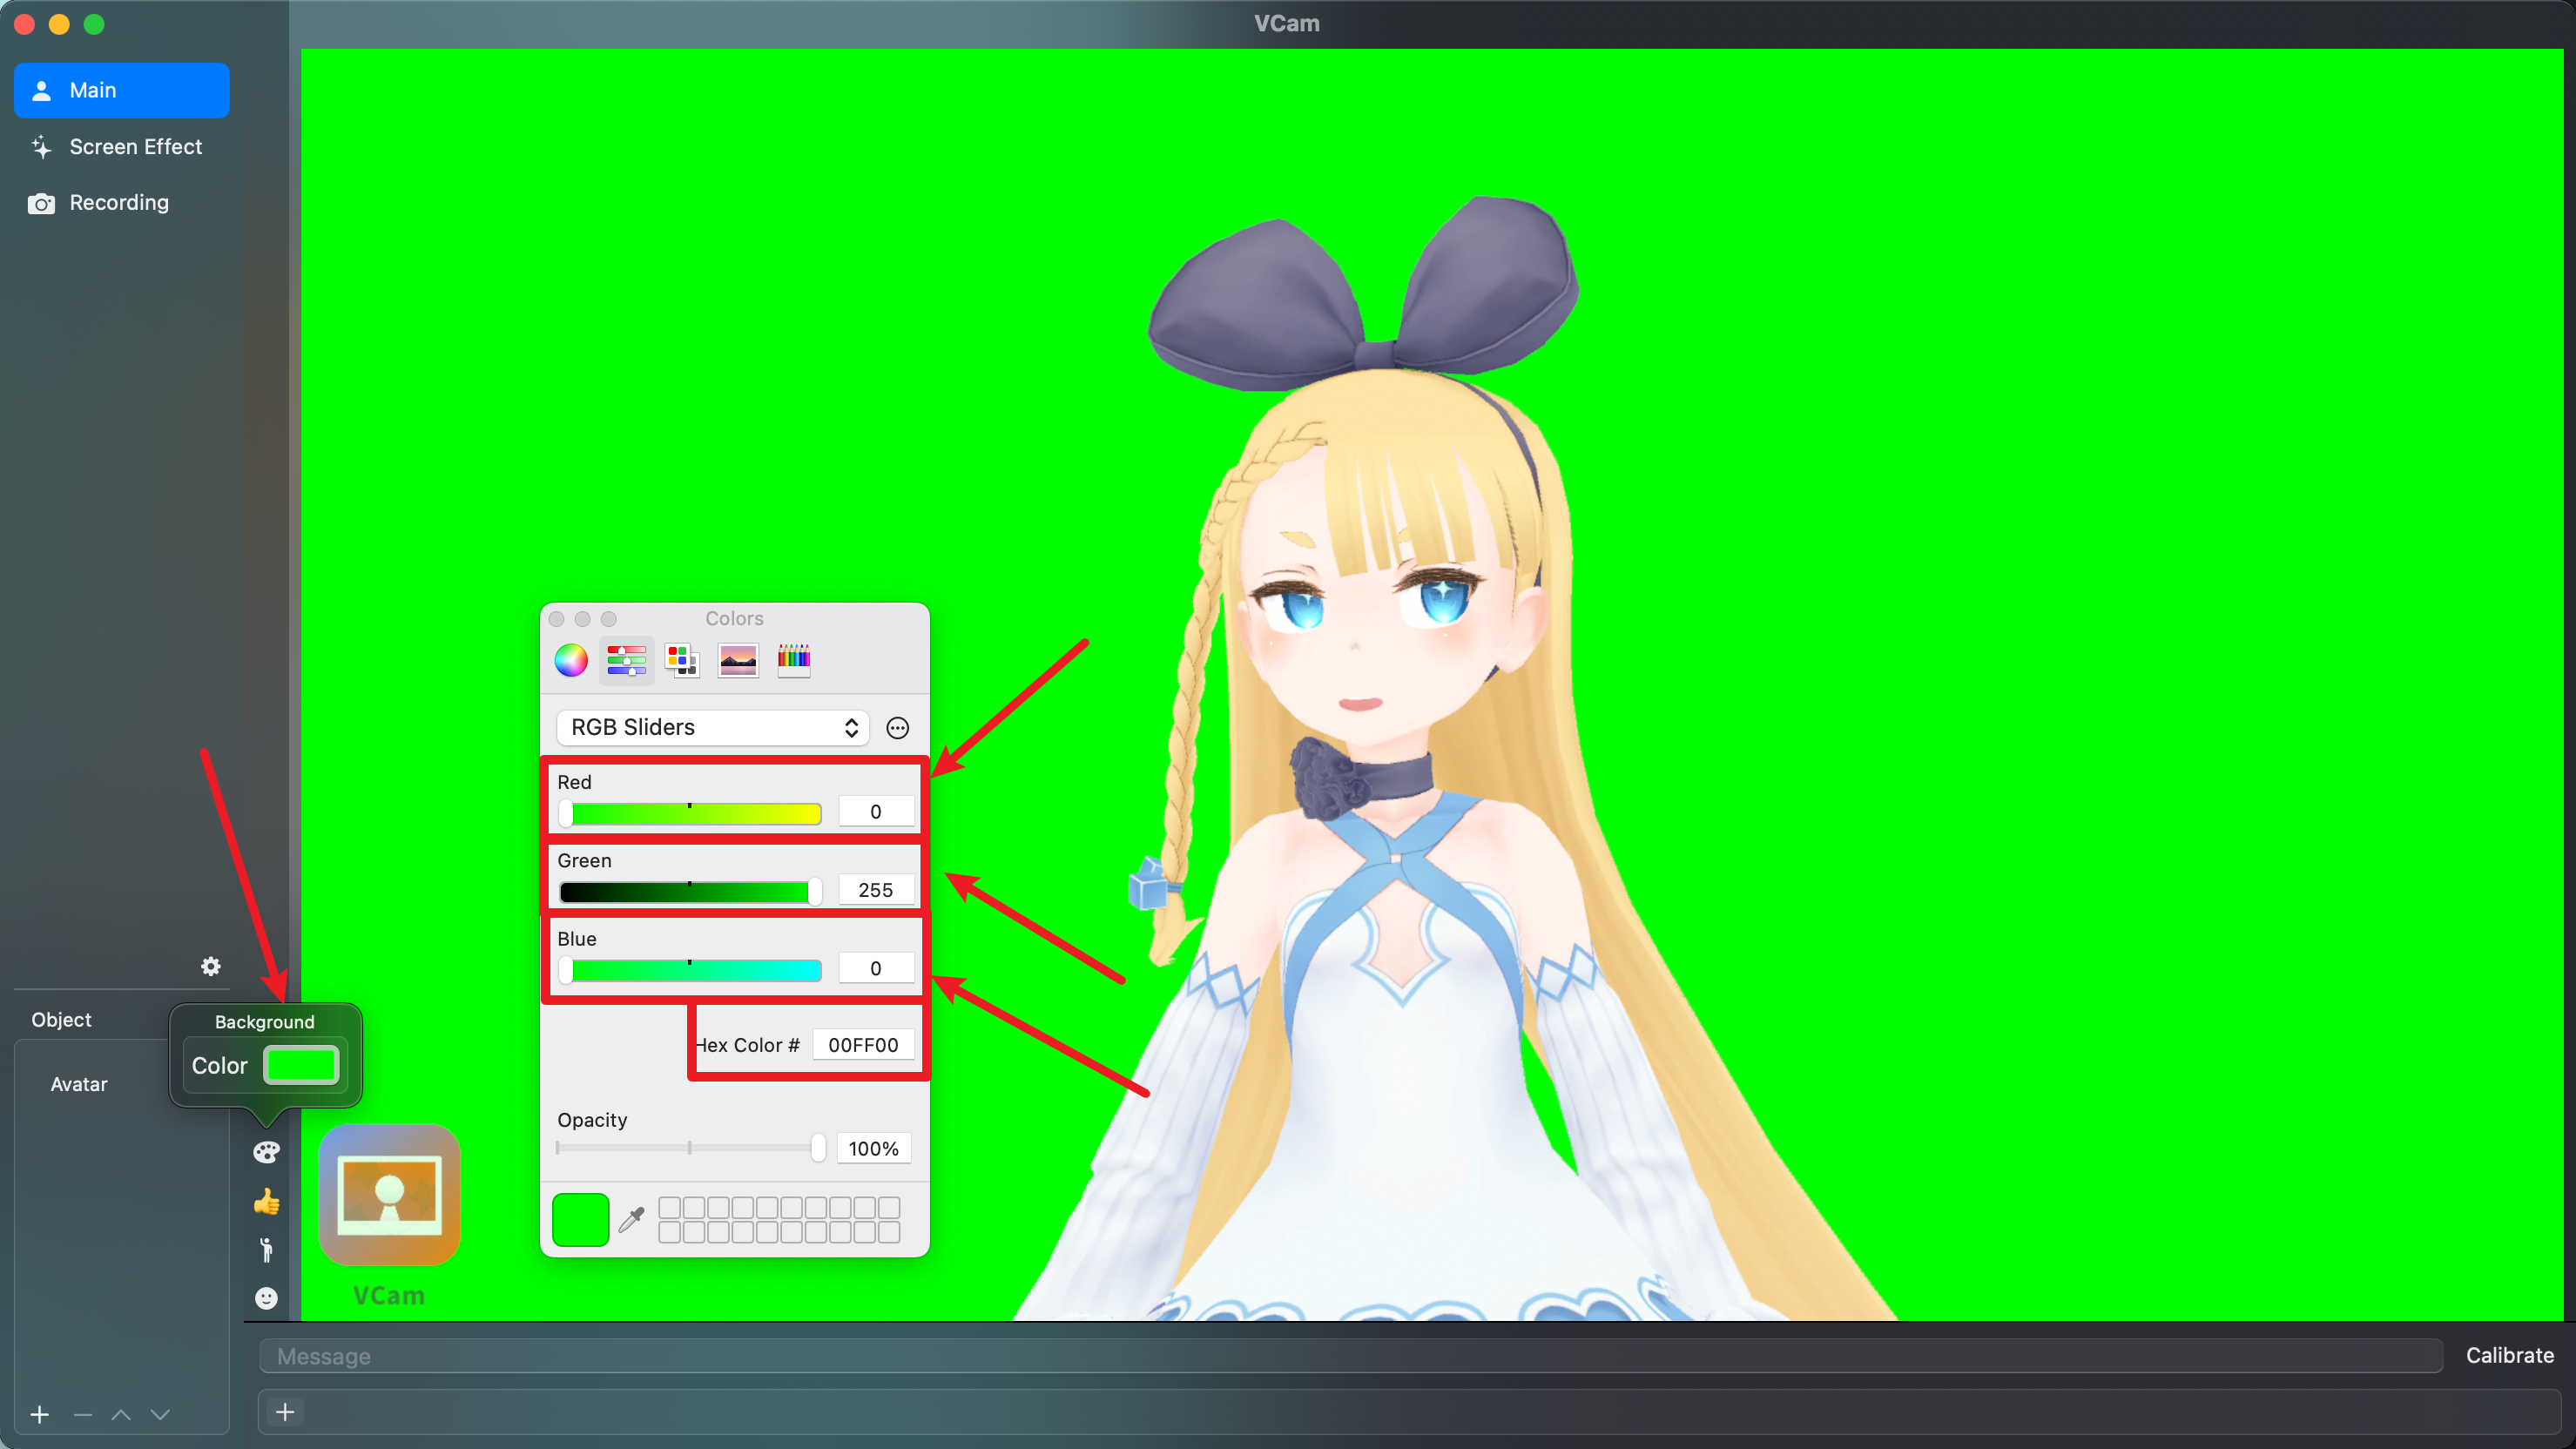 VCam
Main
Screen Effect
Recording
Colors
RGB Sliders
Red
0
Green
255
Blue
0
Hex Color #
00FF00
Opacity
100%
Object
Background
Color
Avatar
VCam
Message
Calibrate